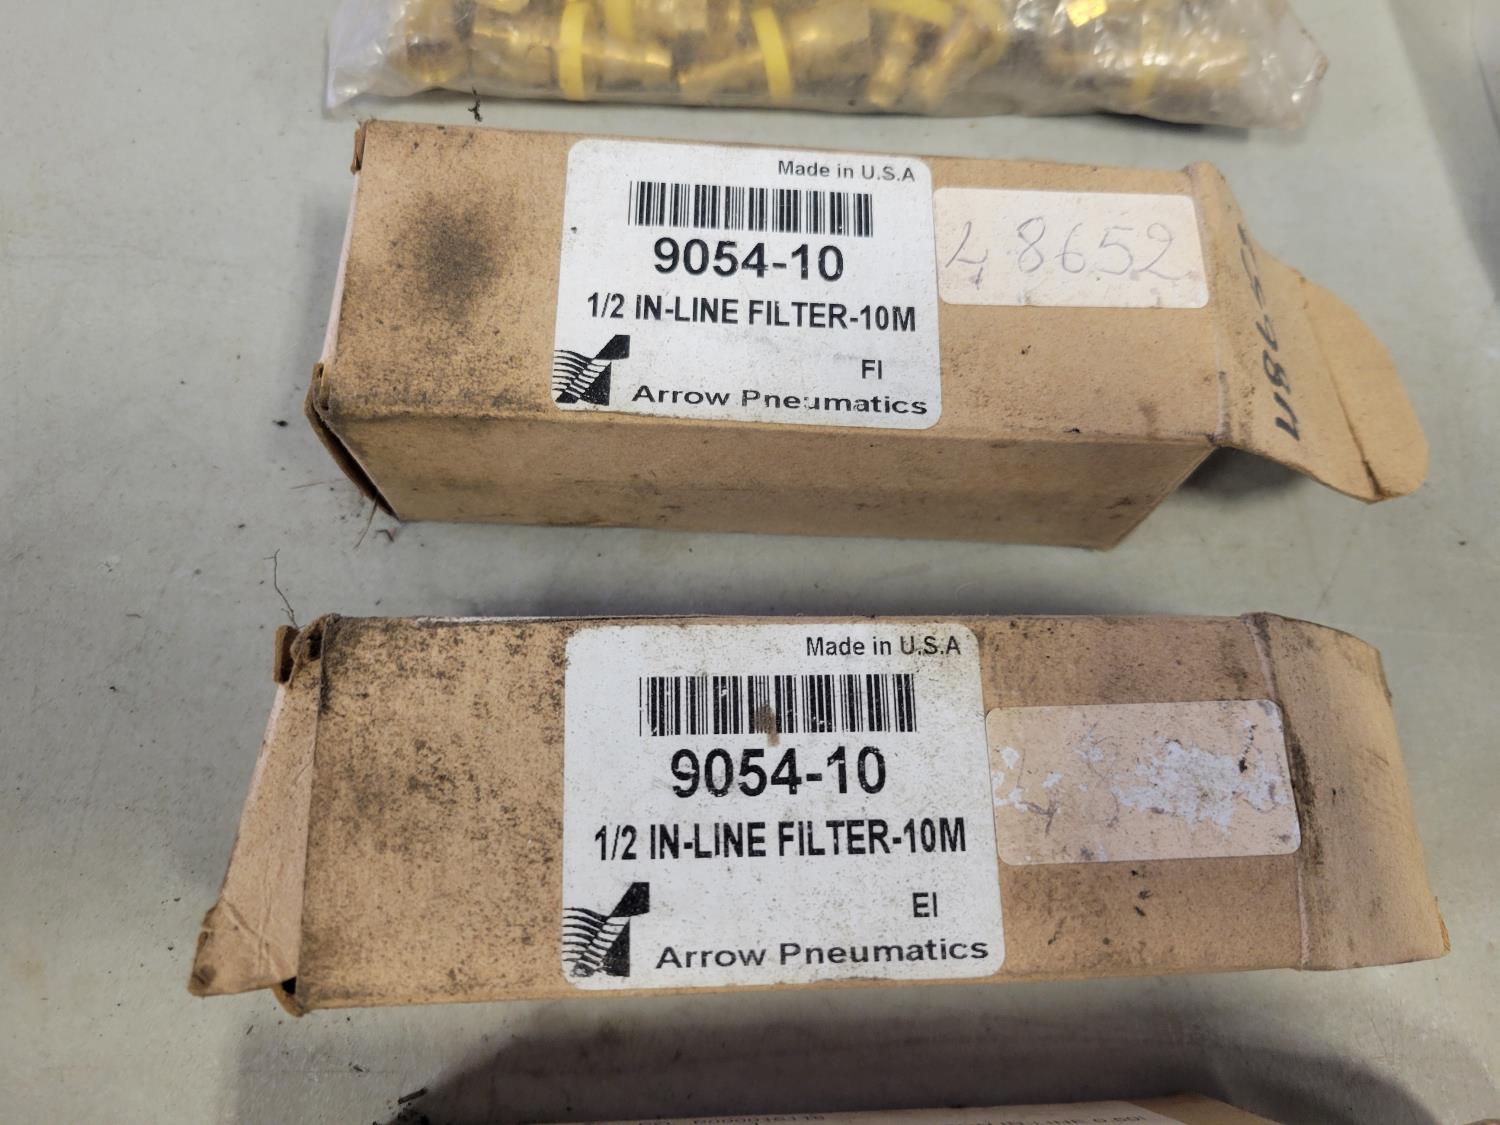 Made in U.S.A
9054-10
48652
1/2 IN-LINE FILTER-10M
FI
Arrow Pneumatics
Made in U.S.A
9054-10
1/2 IN-LINE FILTER-10M
EI
Arrow Pneumatics